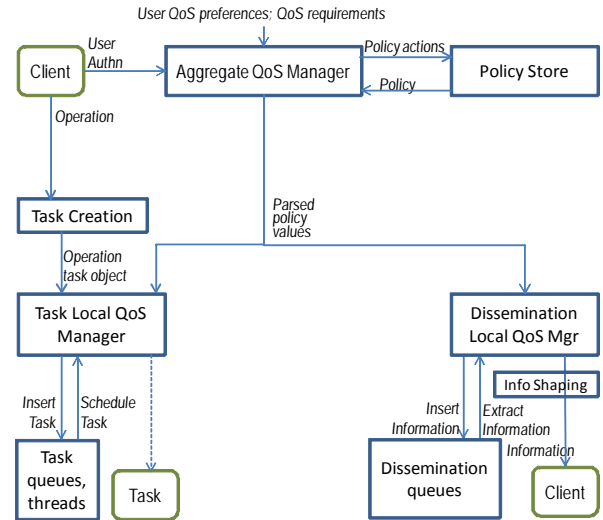 User QoS preferences; QoS requirements
User
Authn
Client
Aggregate QoS Manager
Policy actions
Policy
Policy Store
Operation
Task Creation
Parsed
policy
values
Operation
task object
Task Local QoS
Manager
Dissemination
Local QoS Mgr
Info Shaping
Insert
Task
Schedule
Task
Insert
Information
Extract
Information
Information
Task
queues,
threads
Task
Dissemination
queues
Client